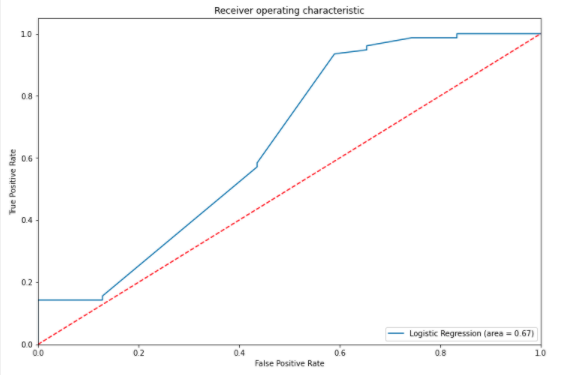 Receiver operating characteristic
1.0
0.8
0.6
0.4
0.2
0.0
True Positive Rate
Logistic Regression (area = 0.67)
0.0 0.2 0.4 0.6 0.8 1.0
False Positive Rate